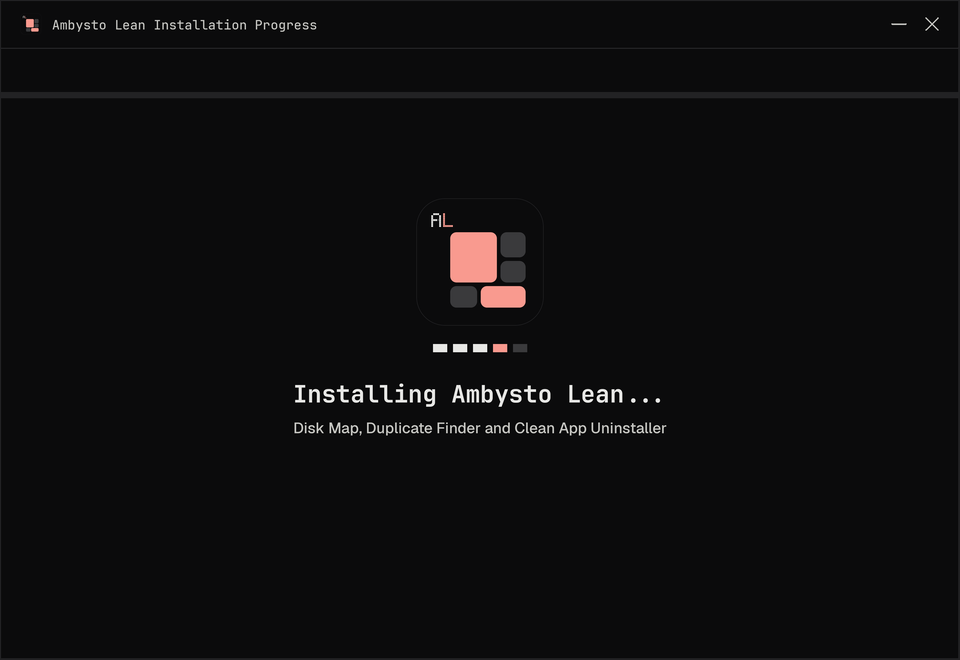 Ambysto Lean Installation Progress
AL
Installing Ambysto Lean...
Disk Map, Duplicate Finder and Clean App Uninstaller